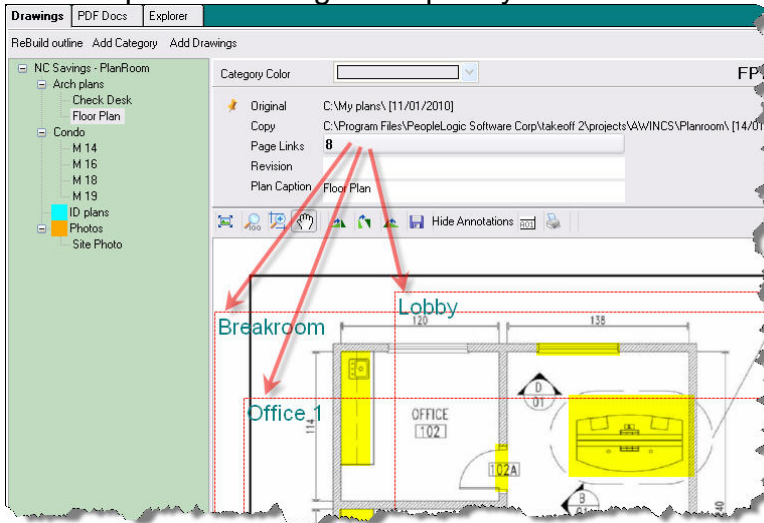 Drawings PDF Docs Explorer
ReBuild outline Add Category Add Drawings
NC Savings - PlanRoom
Arch plans
Check Desk
Floor Plan
Condo
M 14
M 16
M 18
M 19
ID plans
Photos
Site Photo
Category Color
Original C:\My plans\ [11/01/2010]
Copy C:\Program Files\PeopleLogic Software Corp\takeoff 2\projects\AWINCS\Planroom\ [14/01
Page Links 8
Revision
Plan Caption Floor Plan
100 Hide Annotations A01
Lobby
Breakroom
120 138
D
01
Office 1
114
OFFICE
102
102A
B
01
240